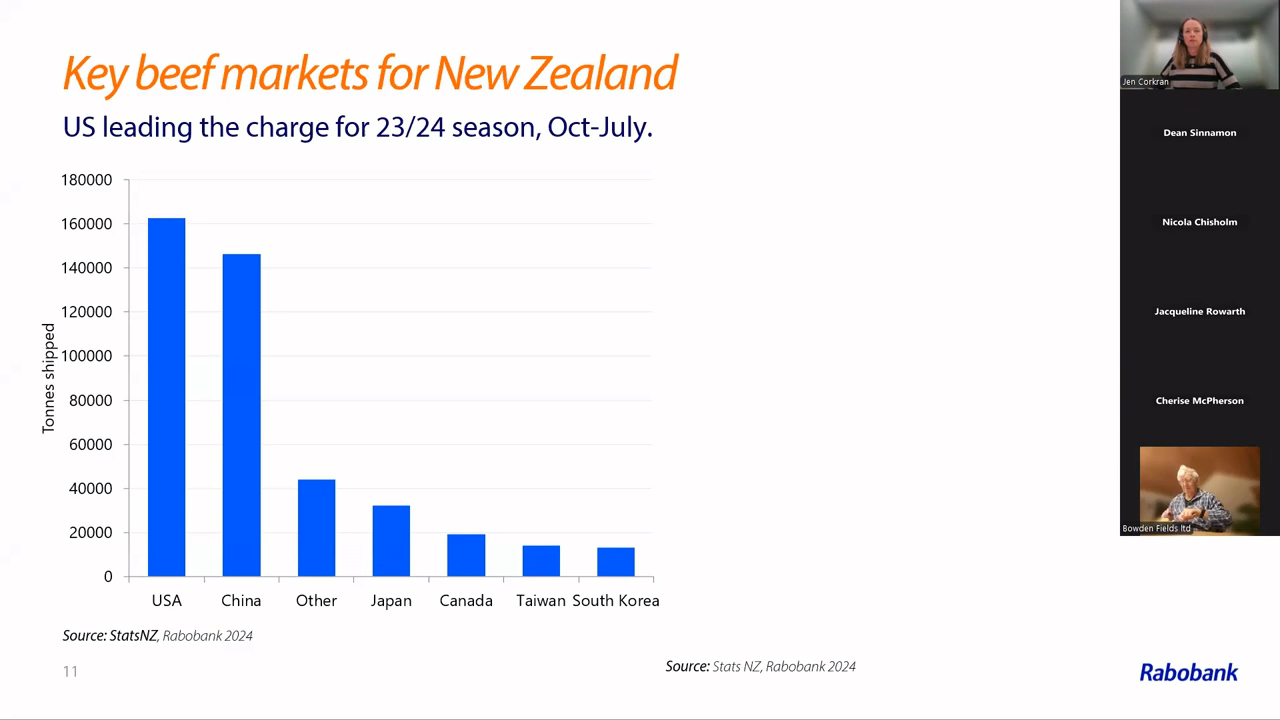 Key beef markets for New Zealand
US leading the charge for 23/24 season, Oct-July.
180000
160000
140000
120000
100000
80000
60000
40000
20000
0
Tonnes shipped
USA
China
Other
Japan
Canada
Taiwan
South Korea
Source: StatsNZ, Rabobank 2024
11
Source: Stats NZ, Rabobank 2024
Rabobank
Jen Corkran
Dean Sinnamon
Nicola Chisholm
Jacqueline Rowarth
Cherise McPherson
Bowden Fields ltd